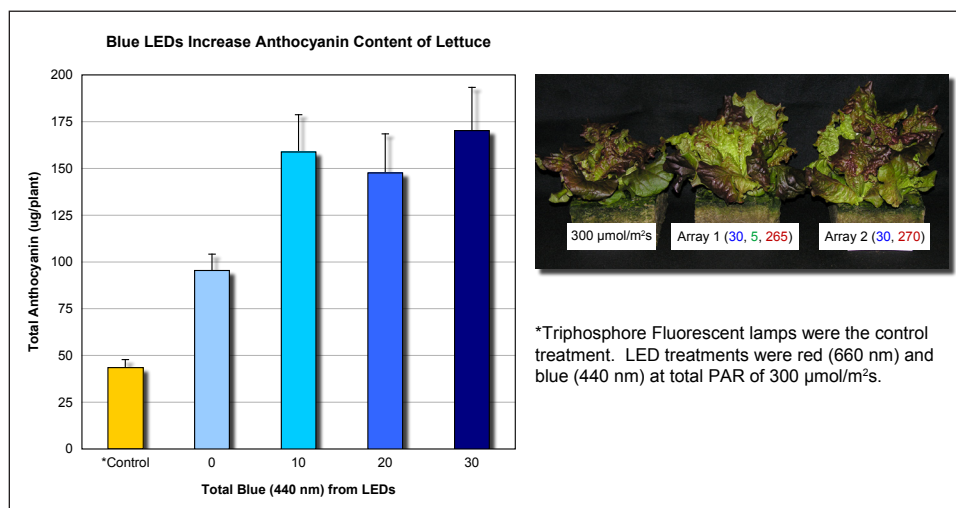 Blue LEDs Increase Anthocyanin Content of Lettuce
Total Anthocyanin (ug/plant)
200
175
150
125
100
75
50
25
0
*Control 0 10 20 30
Total Blue (440 nm) from LEDs
300 µmol/m²s
Array 1 (30, 5, 265)
Array 2 (30, 270)
*Triphosphore Fluorescent lamps were the control
treatment. LED treatments were red (660 nm) and
blue (440 nm) at total PAR of 300 µmol/m²s.